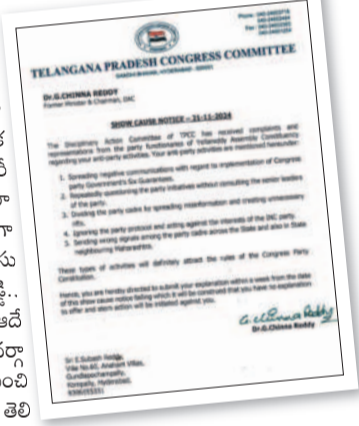 TELANGANA PRADESH CONGRESS COMMITTEE
Dr.G.CHINNA REDDY
Former Minister & Chairman, DAC
SHOW CAUSE NOTICE – 21-11-2024
The Disciplinary Action Committee of TPCC has received complaints and
representations from the party functionaries of Yellareddy Assembly Constituency
regarding your anti-party activities. Your anti-party activities are mentioned hereunder:
1. Spreading negative communications with regard to implementation of Congress
party Government's Six Guarantees.
2. Repeatedly questioning the party initiatives without consulting the senior leaders
of the party.
3. Dividing the party cadre by spreading misinformation and creating unnecessary
rifts.
4. Ignoring the party protocol and acting against the interests of the INC party.
5. Sending wrong signals among the party cadre across the State and also in State
neighbouring Maharashtra.
These types of activities will definitely attract the rules of the Congress Party
Constitution.
Hence, you are hereby directed to submit your explanation within a week from the date
of this show cause notice failing which it will be construed that you have no explanation
to offer and stern action will be initiated against you.
G. Chinna Reddy
Dr.G.Chinna Reddy
Sri E.Subash Reddy,
Villa No.60,
Gundlapochampally,
Kompally, Hyderabad.